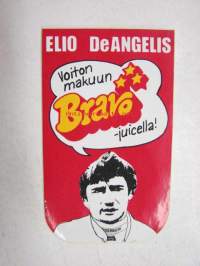 ELIO DeANGELIS
Voiton
makuun
Bravo
-juicella!